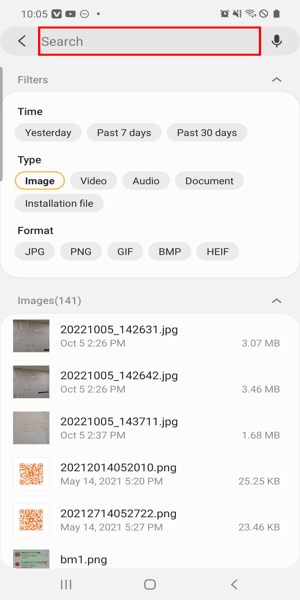 10:05
Search
Filters
Time
Yesterday Past 7 days Past 30 days
Type
Image Video Audio Document
Installation file
Format
JPG PNG GIF BMP HEIF
Images(141)
20221005_142631.jpg
Oct 5 2:26 PM 3.07 MB
20221005_142642.jpg
Oct 5 2:26 PM 3.46 MB
20221005_143711.jpg
Oct 5 2:37 PM 1.68 MB
20212014052010.png
May 14, 2021 5:20 PM 25.25 KB
20212714052722.png
May 14, 2021 5:27 PM 23.46 KB
bm1.png